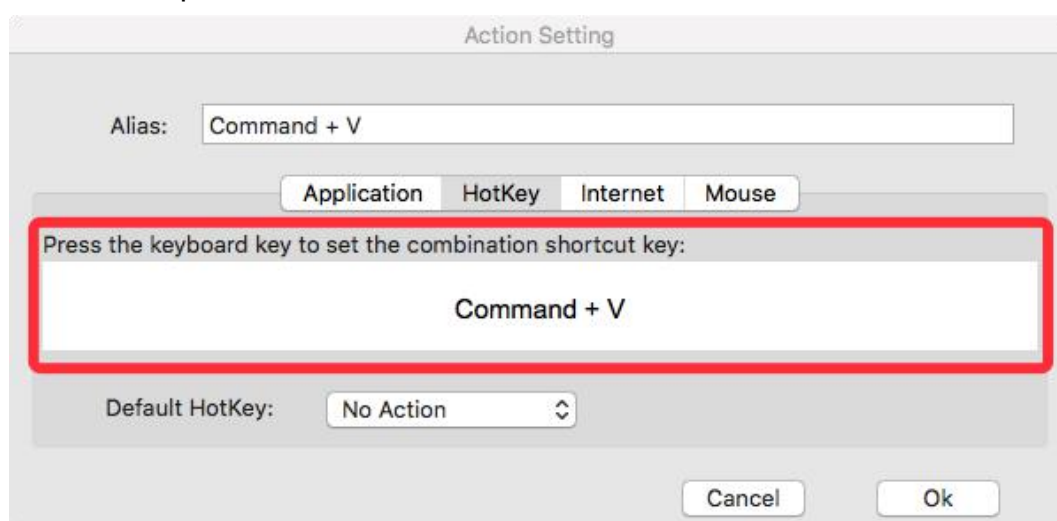 Action Setting
Alias: Command + V
Application HotKey Internet Mouse
Press the keyboard key to set the combination shortcut key:
Command + V
Default HotKey: No Action
Cancel Ok